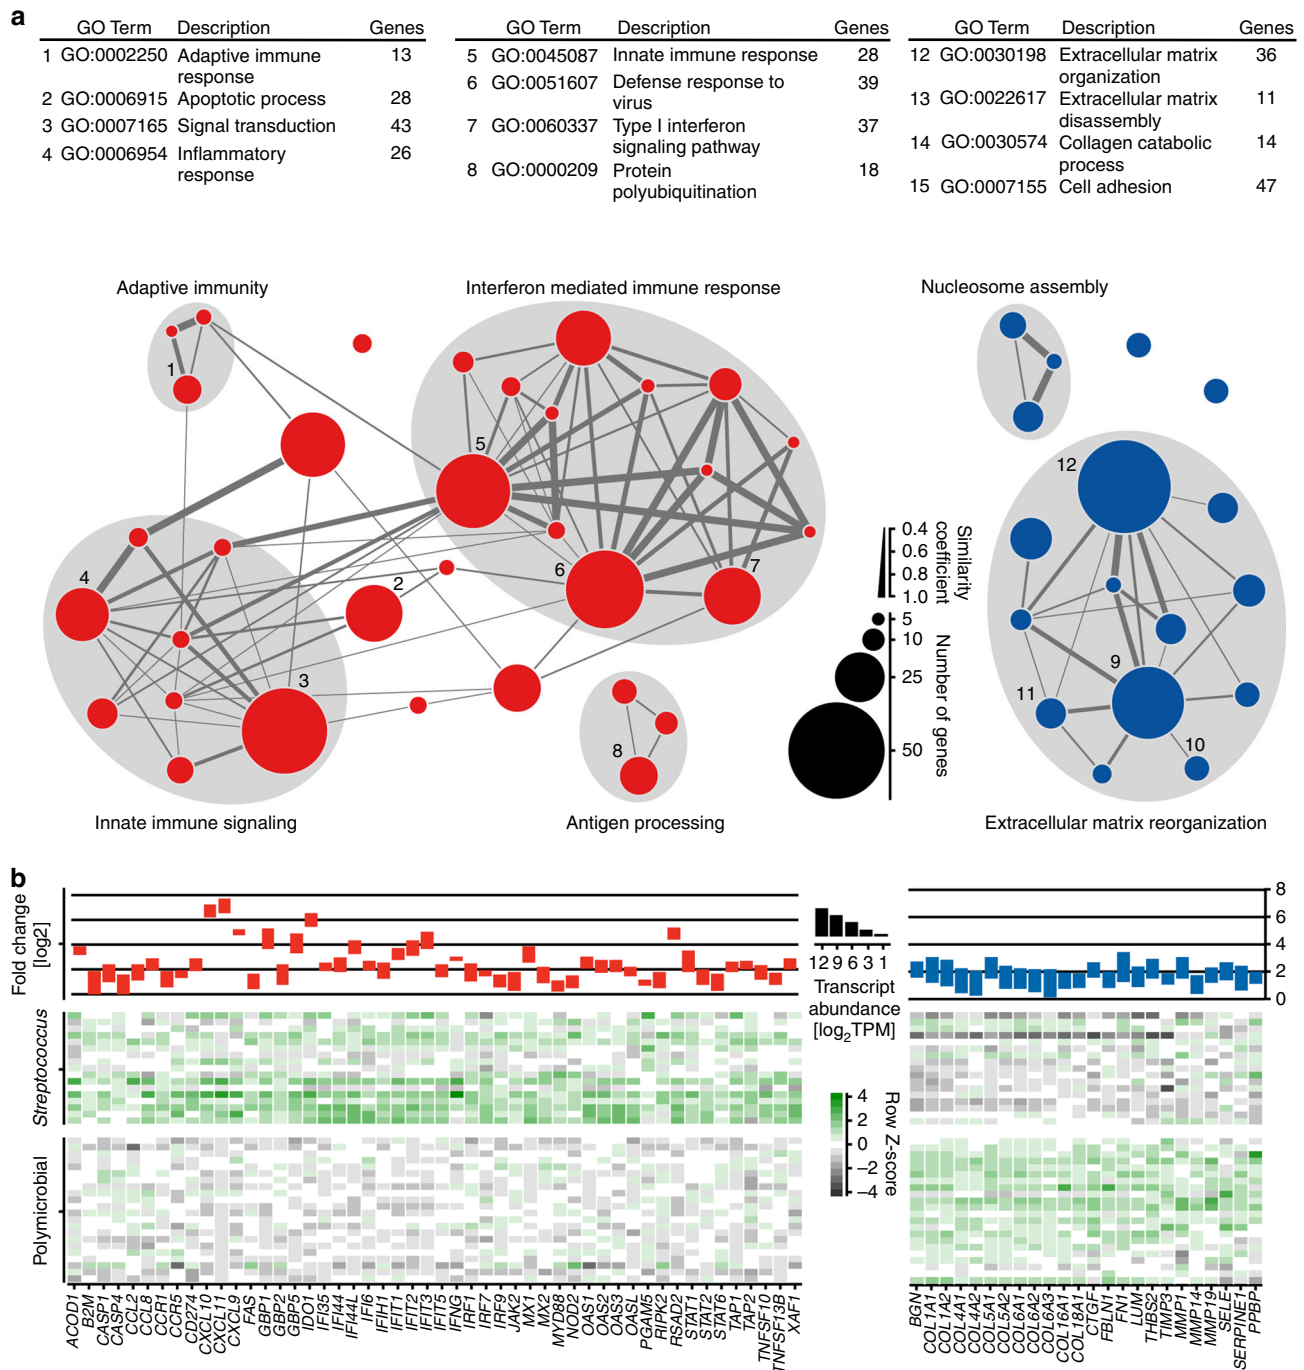 a
GO Term Description Genes
1 GO:0002250 Adaptive immune response 13
2 GO:0006915 Apoptotic process 28
3 GO:0007165 Signal transduction 43
4 GO:0006954 Inflammatory response 26
GO Term Description Genes
5 GO:0045087 Innate immune response 28
6 GO:0051607 Defense response to virus 39
7 GO:0060337 Type I interferon signaling pathway 37
8 GO:0000209 Protein polyubiquitination 18
GO Term Description Genes
12 GO:0030198 Extracellular matrix organization 36
13 GO:0022617 Extracellular matrix disassembly 11
14 GO:0030574 Collagen catabolic process 14
15 GO:0007155 Cell adhesion 47
Adaptive immunity
Interferon mediated immune response
Nucleosome assembly
1
5
12
4
2
6
7
3
8
9
11
10
0.4
0.6
0.8
1.0
Similarity coefficient
5
10
25
50
Number of genes
Innate immune signaling
Antigen processing
Extracellular matrix reorganization
b
Fold change
[log2]
12 9 6 3 1
Transcript
abundance
[log2TPM]
8
6
4
2
0
Streptococcus
Polymicrobial
4
2
0
−2
−4
Row Z-score
ACOD1
B2M
CASP1
CASP4
CCL2
CCL8
CCR1
CCR5
CD274
CXCL10
CXCL11
CXCL9
FAS
GBP1
GBP2
GBP5
IDO1
IFI35
IFI44
IFI44L
IFI6
IFIH1
IFIT1
IFIT2
IFIT3
IFIT5
IFNG
IRF1
IRF7
IRF9
JAK2
MX1
MX2
MYD88
NOD2
OAS1
OAS2
OAS3
OASL
PGAM5
RIPK2
RSAD2
STAT1
STAT2
STAT6
TAP1
TAP2
TNFSF10
TNFSF13B
XAF1
BGN
COL1A1
COL1A2
COL4A1
COL4A2
COL5A1
COL5A2
COL6A1
COL6A2
COL6A3
COL16A1
COL18A1
CTGF
FBLN1
FN1
LUM
THBS2
TIMP3
MMP1
MMP14
MMP19
SELE
SERPINE1
PPBP